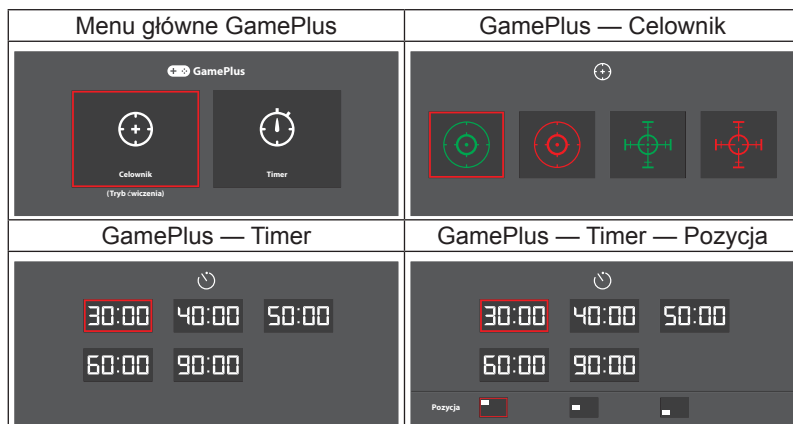 Menu główne GamePlus
GamePlus — Celownik
GamePlus
Celownik
Timer
(Tryb ćwiczenia)
GamePlus — Timer
GamePlus — Timer — Pozycja
30:00 40:00 50:00
60:00 90:00
30:00 40:00 50:00
60:00 90:00
Pozycja